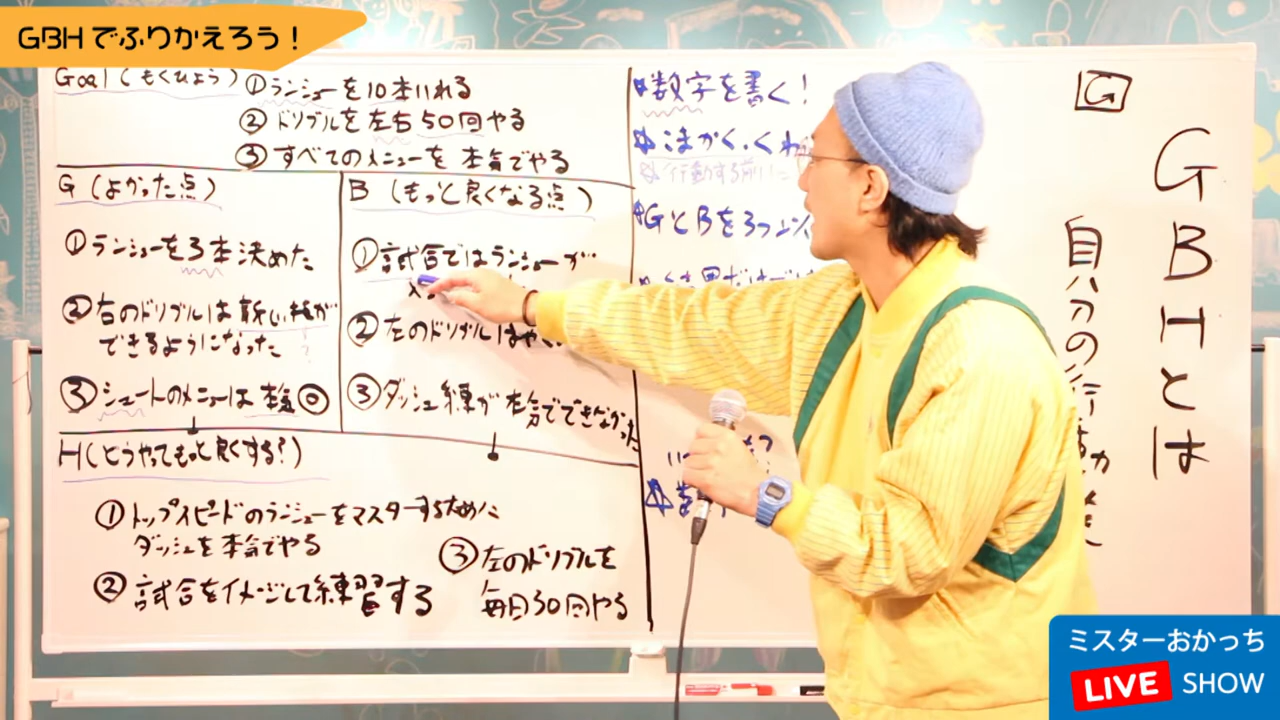 GBHでふりかえろう！
Goal（もくひょう）
①ランシューを10本いれる
②ドリブルを左右50回やる
③すべてのメニューを本気でやる
G（よかった点）
①ランシューを3本決めた
②右のドリブルは新しい技が
できるようになった
③シュートのメニューは本気◎
B（もっと良くなる点）
①試合ではランシューが
②左のドリブルは
③ダッシュ練が本気でできなかった
H（どうやってもっと良くする？）
①トップスピードのランシューをマスターするために
ダッシュを本気でやる
②試合をイメージして練習する
③左のドリブルを
毎日30回やる
数字を書く！
こまかく、くわ
行動する前に
GとBを3つ
G
GBHとは
自分の行動
ミスターおかっち
LIVE SHOW